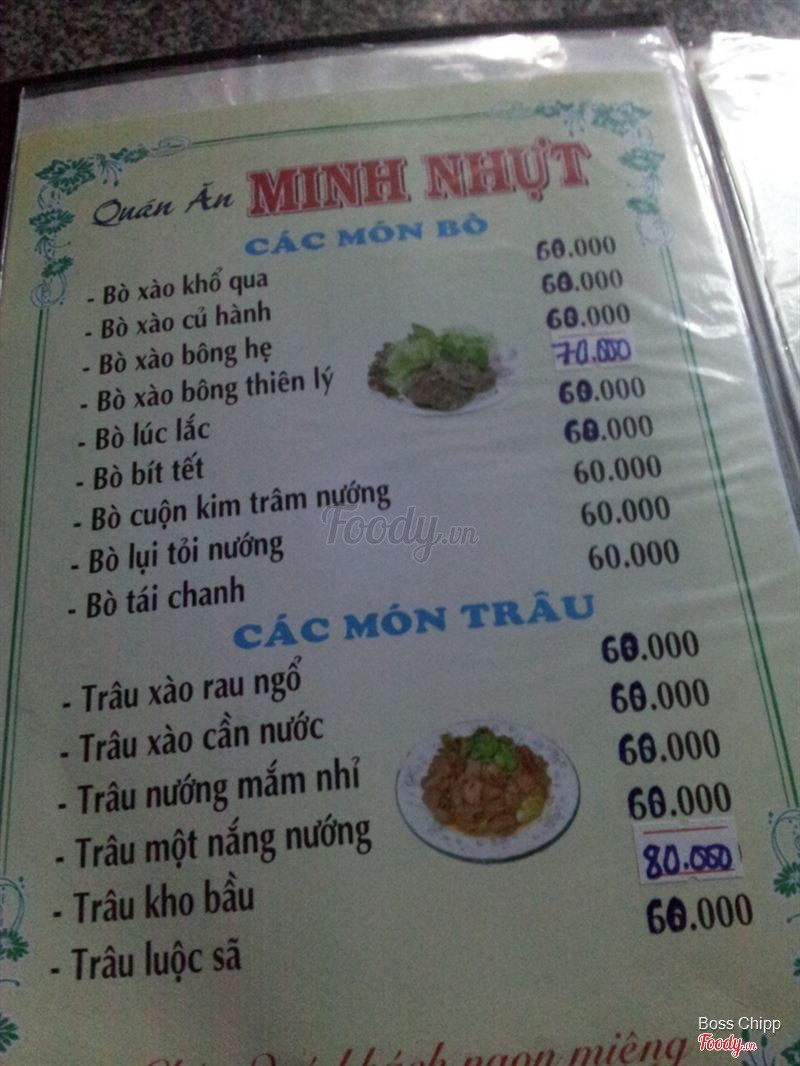 Quán Ăn MINH NHỰT
CÁC MÓN BÒ
- Bò xào khổ qua 60.000
- Bò xào củ hành 60.000
- Bò xào bông hẹ 60.000
- Bò xào bông thiên lý 70.000
- Bò lúc lắc 60.000
- Bò bít tết 60.000
- Bò cuộn kim trâm nướng 60.000
- Bò lụi tỏi nướng 60.000
- Bò tái chanh 60.000
Foody.vn
CÁC MÓN TRÂU
- Trâu xào rau ngổ 60.000
- Trâu xào cần nước 60.000
- Trâu nướng mắm nhỉ 60.000
- Trâu một nắng nướng 60.000
- Trâu kho bầu 80.000
- Trâu luộc sã 60.000
khách ngon miệng
Boss Chipp
Foody.vn